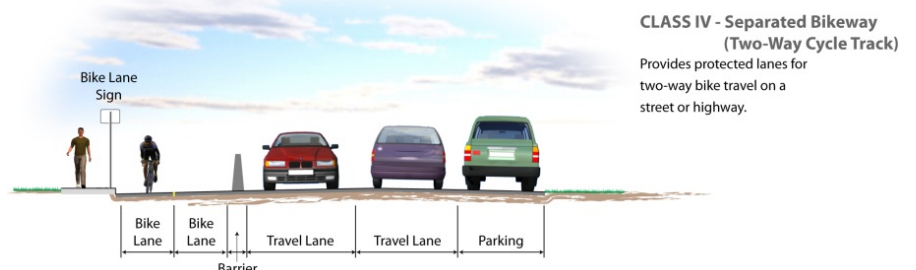 CLASS IV - Separated Bikeway
(Two-Way Cycle Track)
Provides protected lanes for
two-way bike travel on a
street or highway.
Bike Lane
Sign
Bike
Lane
Bike
Lane
Barrier
Travel Lane
Travel Lane
Parking